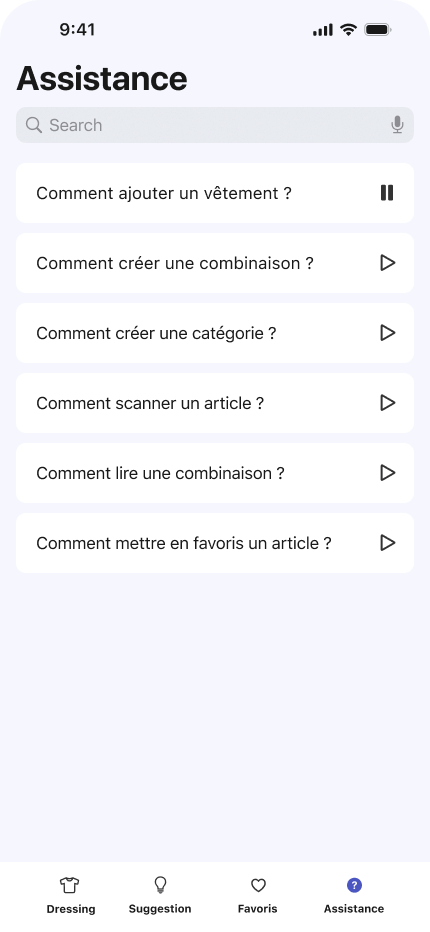 9:41
Assistance
Search
Comment ajouter un vêtement ?
Comment créer une combinaison ?
Comment créer une catégorie ?
Comment scanner un article ?
Comment lire une combinaison ?
Comment mettre en favoris un article ?
Dressing Suggestion Favoris Assistance